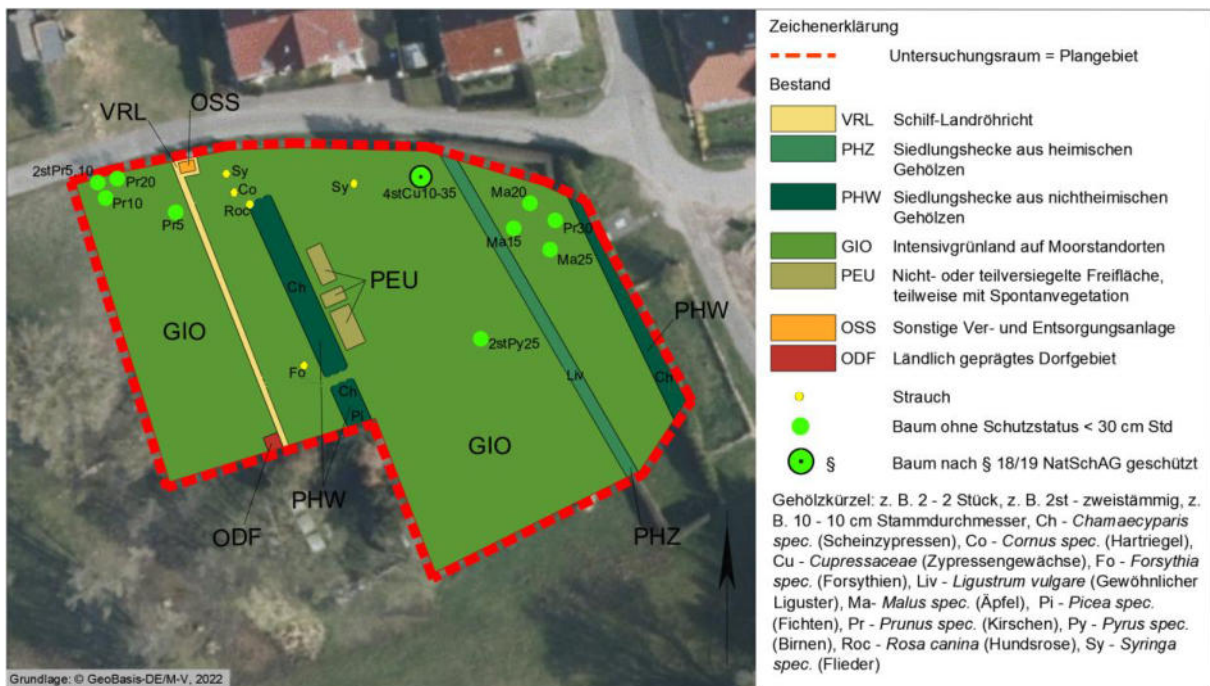 VRL
OSS
2stPr5,10
Pr20
Pr10
Pr5
Sy
Co
Roc
Sy
4stCu10-35
Ma20
Pr30
Ma15
Ma25
PEU
Ch
GIO
PHW
2stPy25
Fo
Liv
Ch
Ch
Pi
GIO
PHW
ODF
PHZ
Grundlage: © GeoBasis-DE/M-V, 2022
Zeichenerklärung
Untersuchungsraum = Plangebiet
Bestand
VRL Schilf-Landröhricht
PHZ Siedlungshecke aus heimischen
Gehölzen
PHW Siedlungshecke aus nichtheimischen
Gehölzen
GIO Intensivgrünland auf Moorstandorten
PEU Nicht- oder teilversiegelte Freifläche,
teilweise mit Spontanvegetation
OSS Sonstige Ver- und Entsorgungsanlage
ODF Ländlich geprägtes Dorfgebiet
Strauch
Baum ohne Schutzstatus < 30 cm Std
§ Baum nach § 18/19 NatSchAG geschützt
Gehölzkürzel: z. B. 2 - 2 Stück, z. B. 2st - zweistämmig, z.
B. 10 - 10 cm Stammdurchmesser, Ch - Chamaecyparis
spec. (Scheinzypressen), Co - Cornus spec. (Hartriegel),
Cu - Cupressaceae (Zypressengewächse), Fo - Forsythia
spec. (Forsythien), Liv - Ligustrum vulgare (Gewöhnlicher
Liguster), Ma- Malus spec. (Äpfel), Pi - Picea spec.
(Fichten), Pr - Prunus spec. (Kirschen), Py - Pyrus spec.
(Birnen), Roc - Rosa canina (Hundsrose), Sy - Syringa
spec. (Flieder)